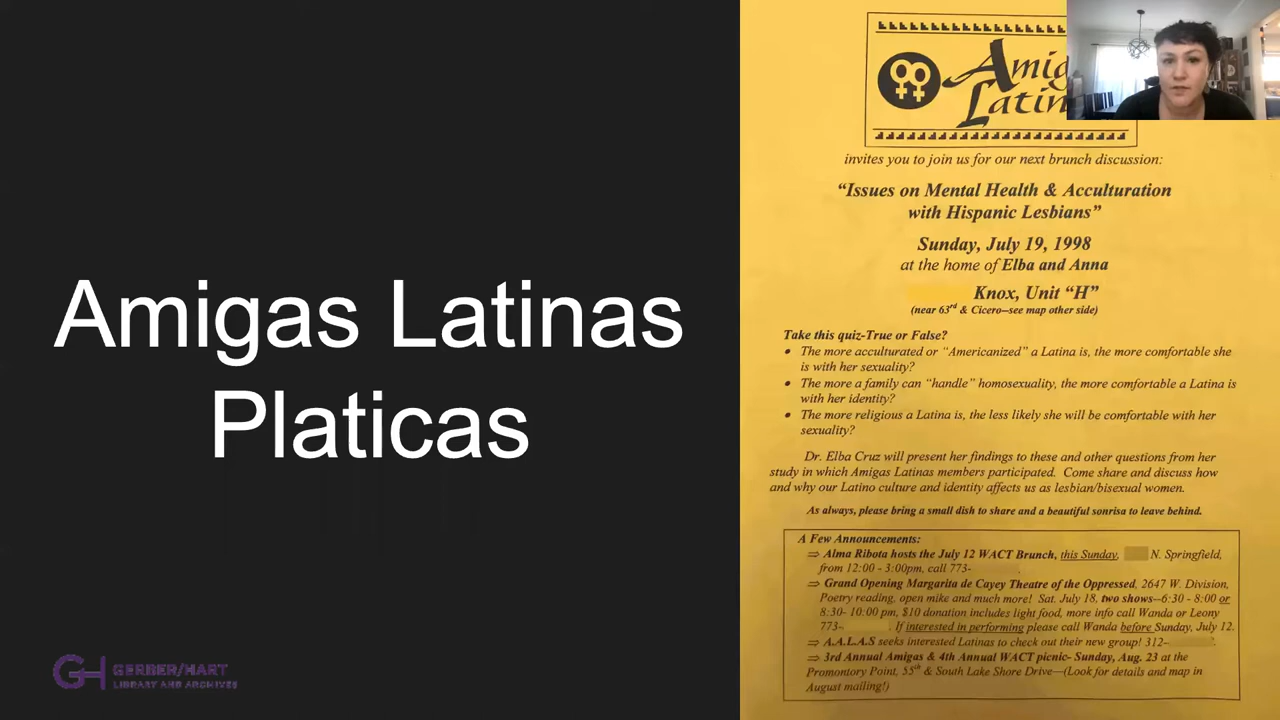 Amigas Latinas
Platicas
GERBER/HART
LIBRARY AND ARCHIVES
Amig
Latin
invites you to join us for our next brunch discussion:
“Issues on Mental Health & Acculturation
with Hispanic Lesbians”
Sunday, July 19, 1998
at the home of Elba and Anna
Knox, Unit “H”
(near 63rd & Cicero--see map other side)
Take this quiz-True or False?
• The more acculturated or “Americanized” a Latina is, the more comfortable she
is with her sexuality?
• The more a family can “handle” homosexuality, the more comfortable a Latina is
with her identity?
• The more religious a Latina is, the less likely she will be comfortable with her
sexuality?
Dr. Elba Cruz will present her findings to these and other questions from her
study in which Amigas Latinas members participated. Come share and discuss how
and why our Latino culture and identity affects us as lesbian/bisexual women.
As always, please bring a small dish to share and a beautiful sonrisa to leave behind.
A Few Announcements:
⇒ Alma Ribota hosts the July 12 WACT Brunch, this Sunday, N. Springfield,
from 12:00 - 3:00pm, call 773-
⇒ Grand Opening Margarita de Cayey Theatre of the Oppressed, 2647 W. Division,
Poetry reading, open mike and much more! Sat. July 18, two shows--6:30 - 8:00 or
8:30- 10:00 pm, $10 donation includes light food, more info call Wanda or Leony
773-- . If interested in performing please call Wanda before Sunday, July 12.
⇒ A.A.L.A.S seeks interested Latinas to check out their new group! 312-
⇒ 3rd Annual Amigas & 4th Annual WACT picnic- Sunday, Aug. 23 at the
Promontory Point, 55th & South Lake Shore Drive—(Look for details and map in
August mailing!)